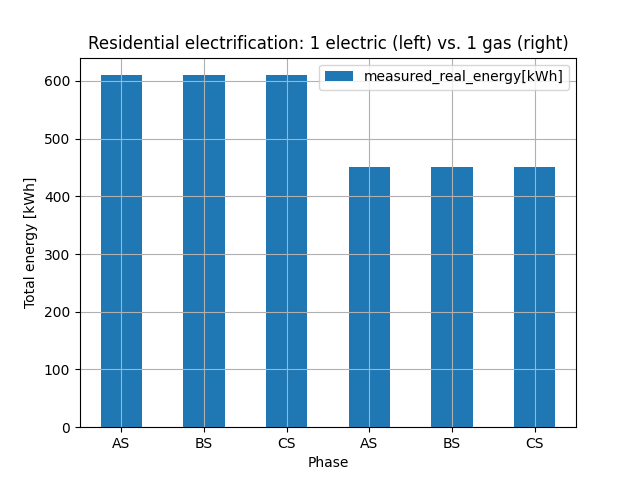 Residential electrification: 1 electric (left) vs. 1 gas (right)
measured_real_energy[kWh]
Total energy [kWh]
600
500
400
300
200
100
0
AS BS CS AS BS CS
Phase